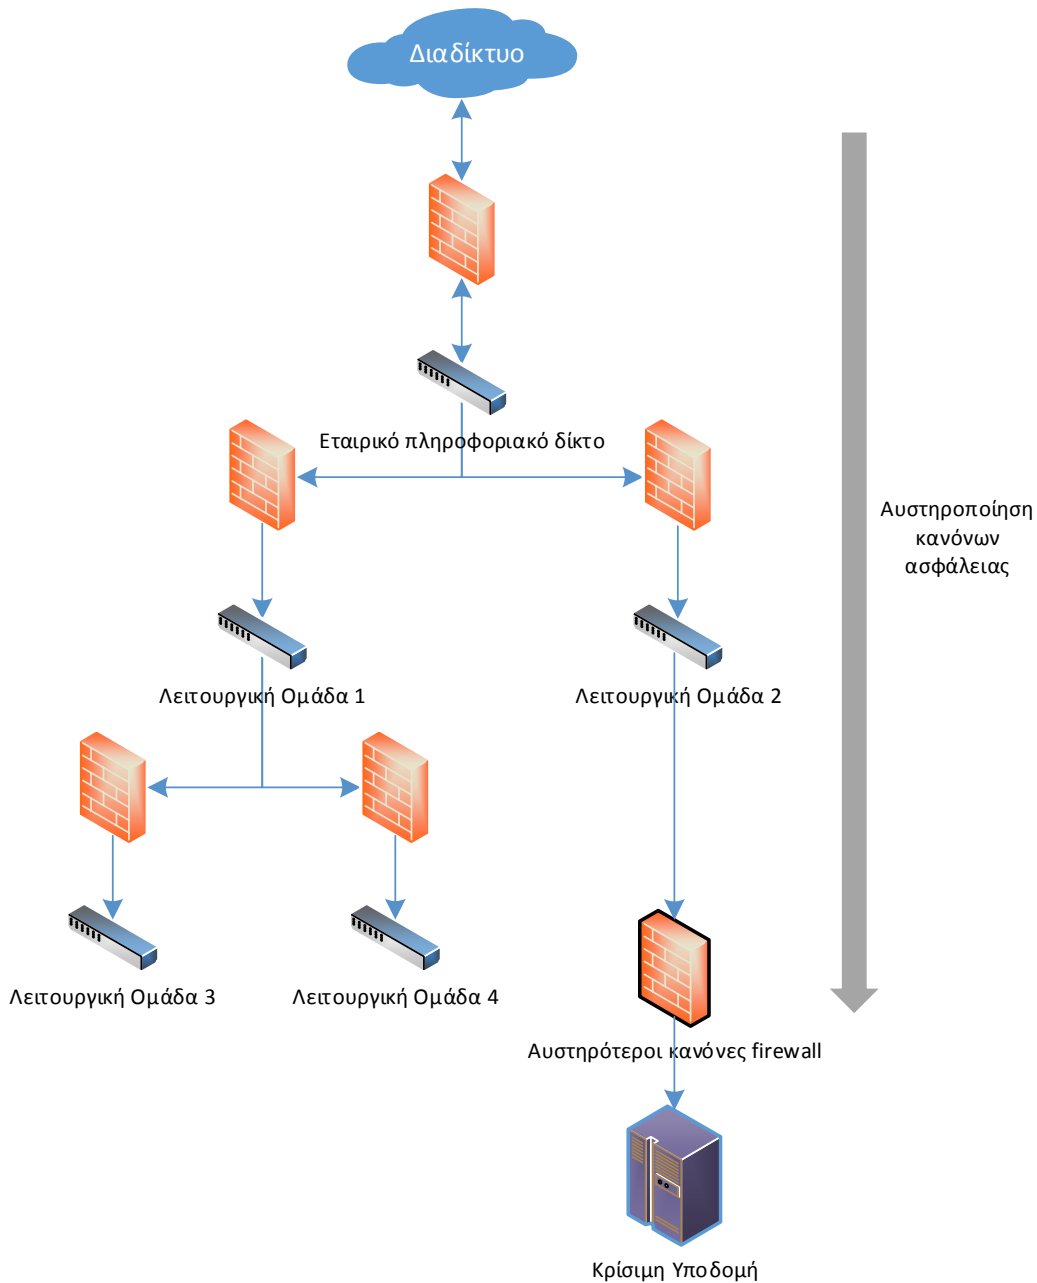 Διαδίκτυο
Εταιρικό πληροφοριακό δίκτο
Αυστηροποίηση
κανόνων
ασφάλειας
Λειτουργική Ομάδα 1
Λειτουργική Ομάδα 2
Λειτουργική Ομάδα 3
Λειτουργική Ομάδα 4
Αυστηρότεροι κανόνες firewall
Κρίσιμη Υποδομή